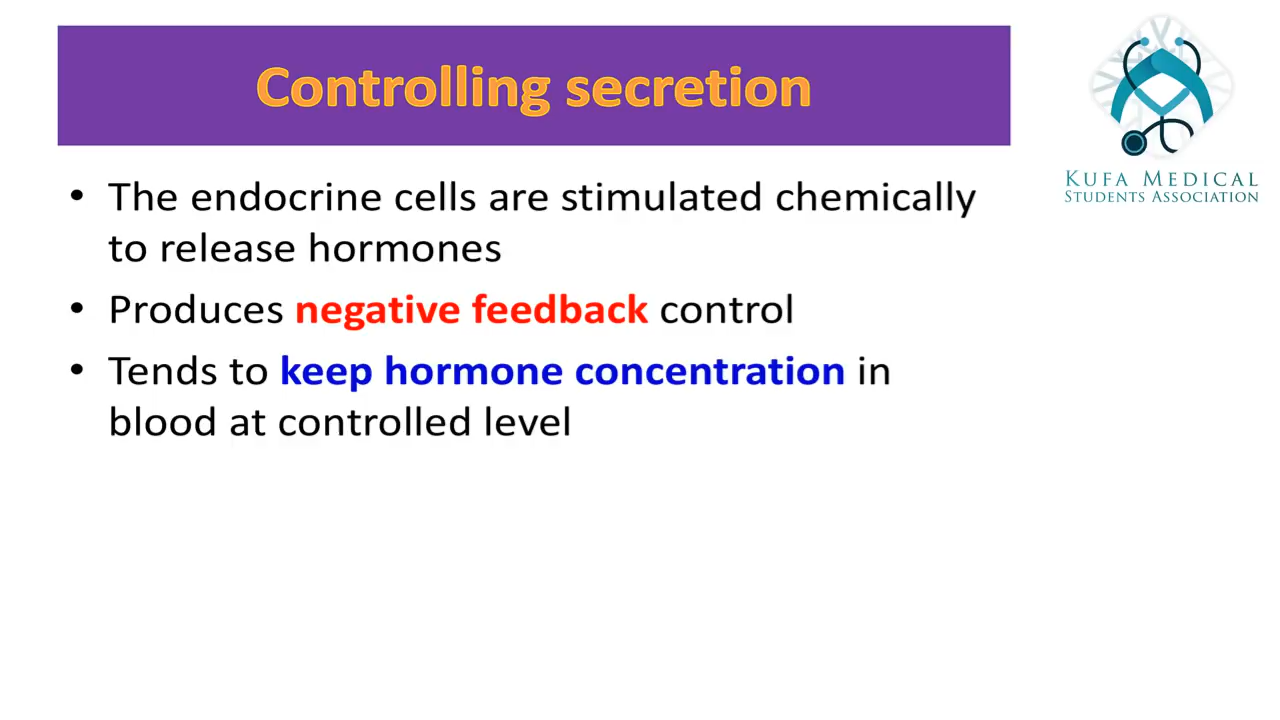 Controlling secretion
KUFA MEDICAL
STUDENTS ASSOCIATION
• The endocrine cells are stimulated chemically
to release hormones
• Produces negative feedback control
• Tends to keep hormone concentration in
blood at controlled level